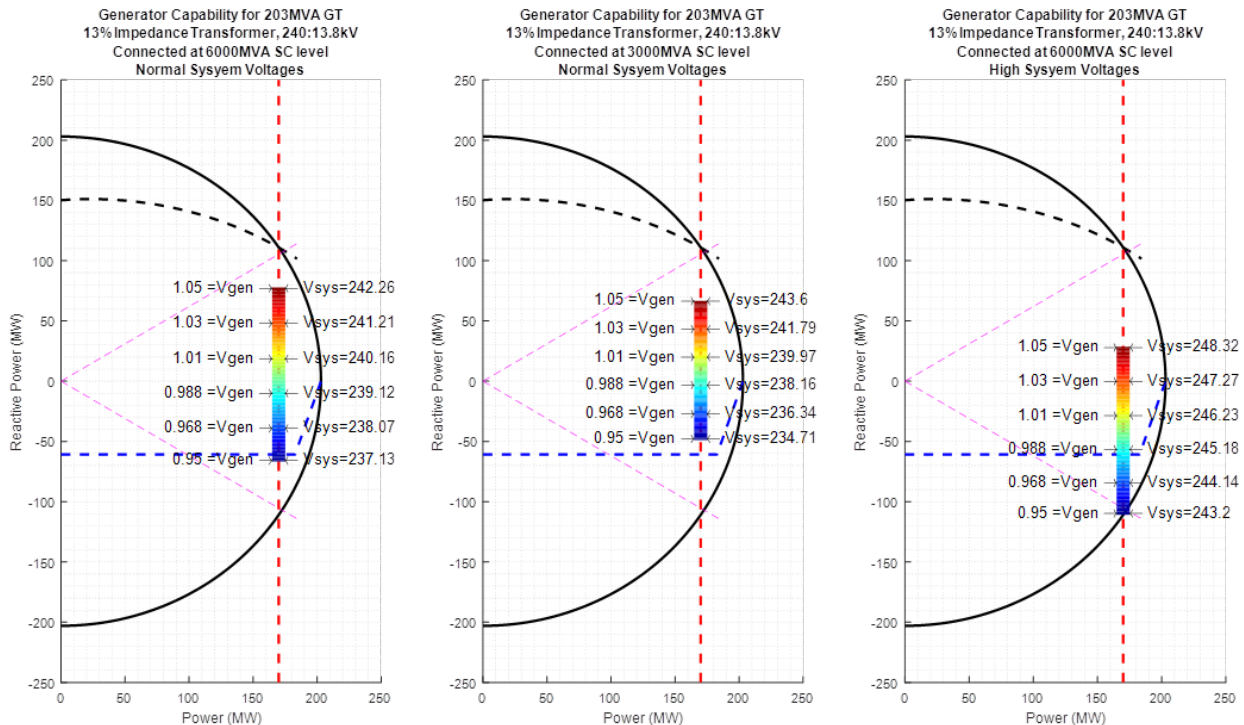 Generator Capability for 203MVA GT
13% Impedance Transformer, 240:13.8kV
Connected at 6000MVA SC level
Normal Sysyem Voltages
250
200
150
100
50
0
-50
-100
-150
-200
-250
Reactive Power (MW)
1.05 =Vgen Vsys=242.26
1.03 =Vgen Vsys=241.21
1.01 =Vgen Vsys=240.16
0.988 =Vgen Vsys=239.12
0.968 =Vgen Vsys=238.07
0.95 =Vgen Vsys=237.13
0 50 100 150 200 250
Power (MW)
Generator Capability for 203MVA GT
13% Impedance Transformer, 240:13.8kV
Connected at 3000MVA SC level
Normal Sysyem Voltages
250
200
150
100
50
0
-50
-100
-150
-200
-250
Reactive Power (MW)
1.05 =Vgen Vsys=243.6
1.03 =Vgen Vsys=241.79
1.01 =Vgen Vsys=239.97
0.988 =Vgen Vsys=238.16
0.968 =Vgen Vsys=236.34
0.95 =Vgen Vsys=234.71
0 50 100 150 200 250
Power (MW)
Generator Capability for 203MVA GT
13% Impedance Transformer, 240:13.8kV
Connected at 6000MVA SC level
High Sysyem Voltages
250
200
150
100
50
0
-50
-100
-150
-200
-250
Reactive Power (MW)
1.05 =Vgen Vsys=248.32
1.03 =Vgen Vsys=247.27
1.01 =Vgen Vsys=246.23
0.988 =Vgen Vsys=245.18
0.968 =Vgen Vsys=244.14
0.95 =Vgen Vsys=243.2
0 50 100 150 200 250
Power (MW)